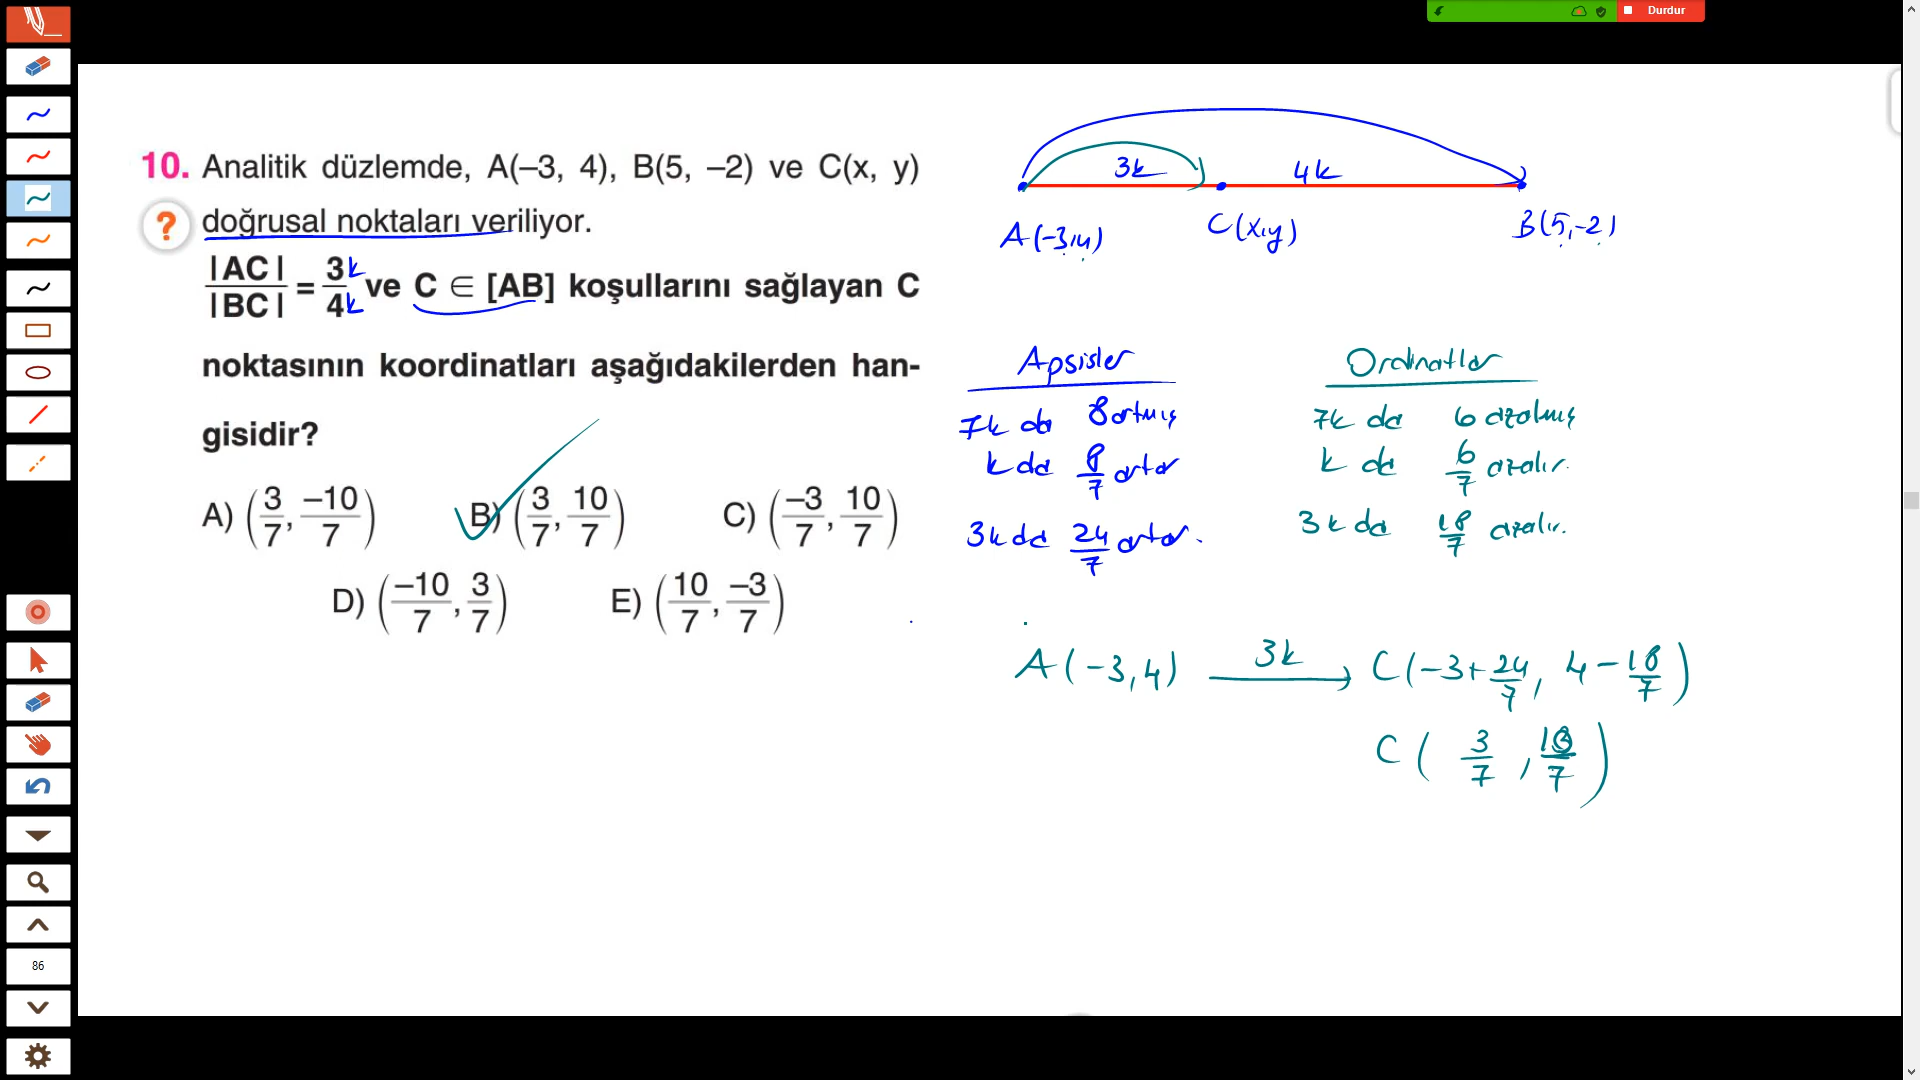 Durdur
10. Analitik düzlemde, A(–3, 4), B(5, –2) ve C(x, y)
doğrusal noktaları veriliyor.
|AC| / |BC| = 3k / 4k ve C ∈ [AB] koşullarını sağlayan C
noktasının koordinatları aşağıdakilerden han-
gisidir?
A) (3/7, –10/7) B) (3/7, 10/7) C) (–3/7, 10/7)
D) (–10/7, 3/7) E) (10/7, –3/7)
3k 4k
A(-3,4) C(x,y) B(5,-2)
Apsisler
7k da 8 artmış
k da 8/7 artar
3k da 24/7 artar.
Ordinatlar
7k da 6 azalmış
k da 6/7 azalır.
3k da 18/7 azalır.
A(-3,4) 3k → C(-3+24/7, 4-18/7)
C(3/7,
86